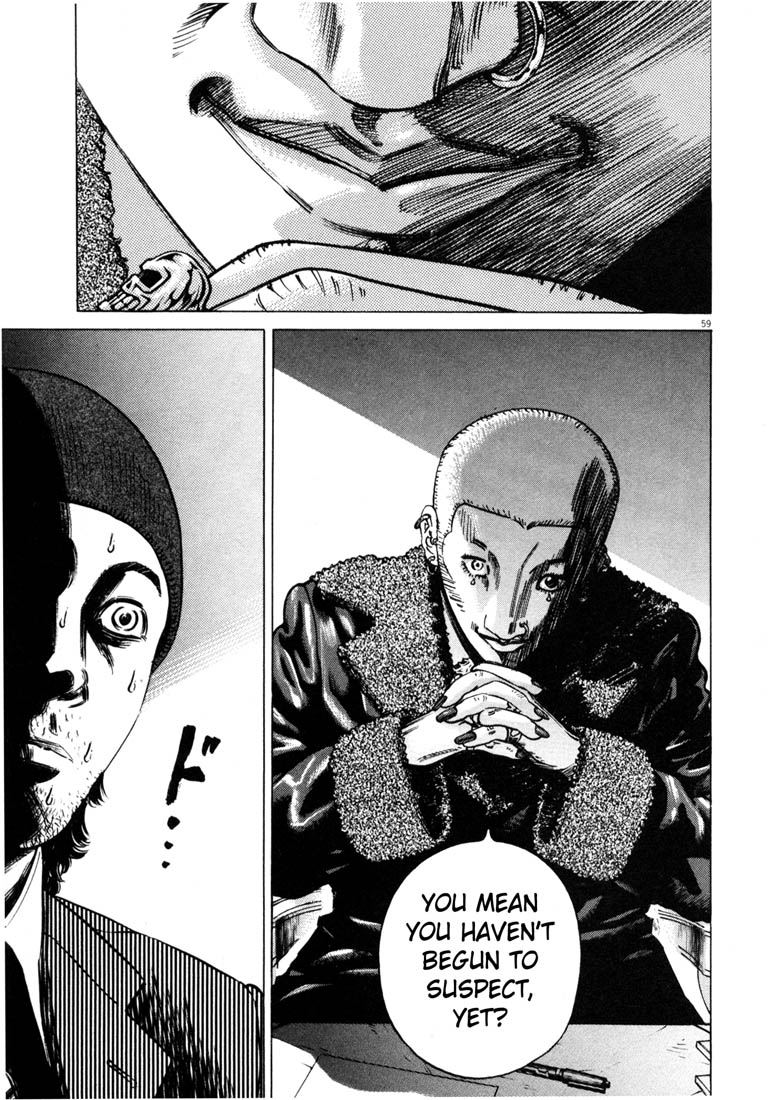 59
YOU MEAN
YOU HAVEN'T
BEGUN TO
SUSPECT,
YET?
ド...